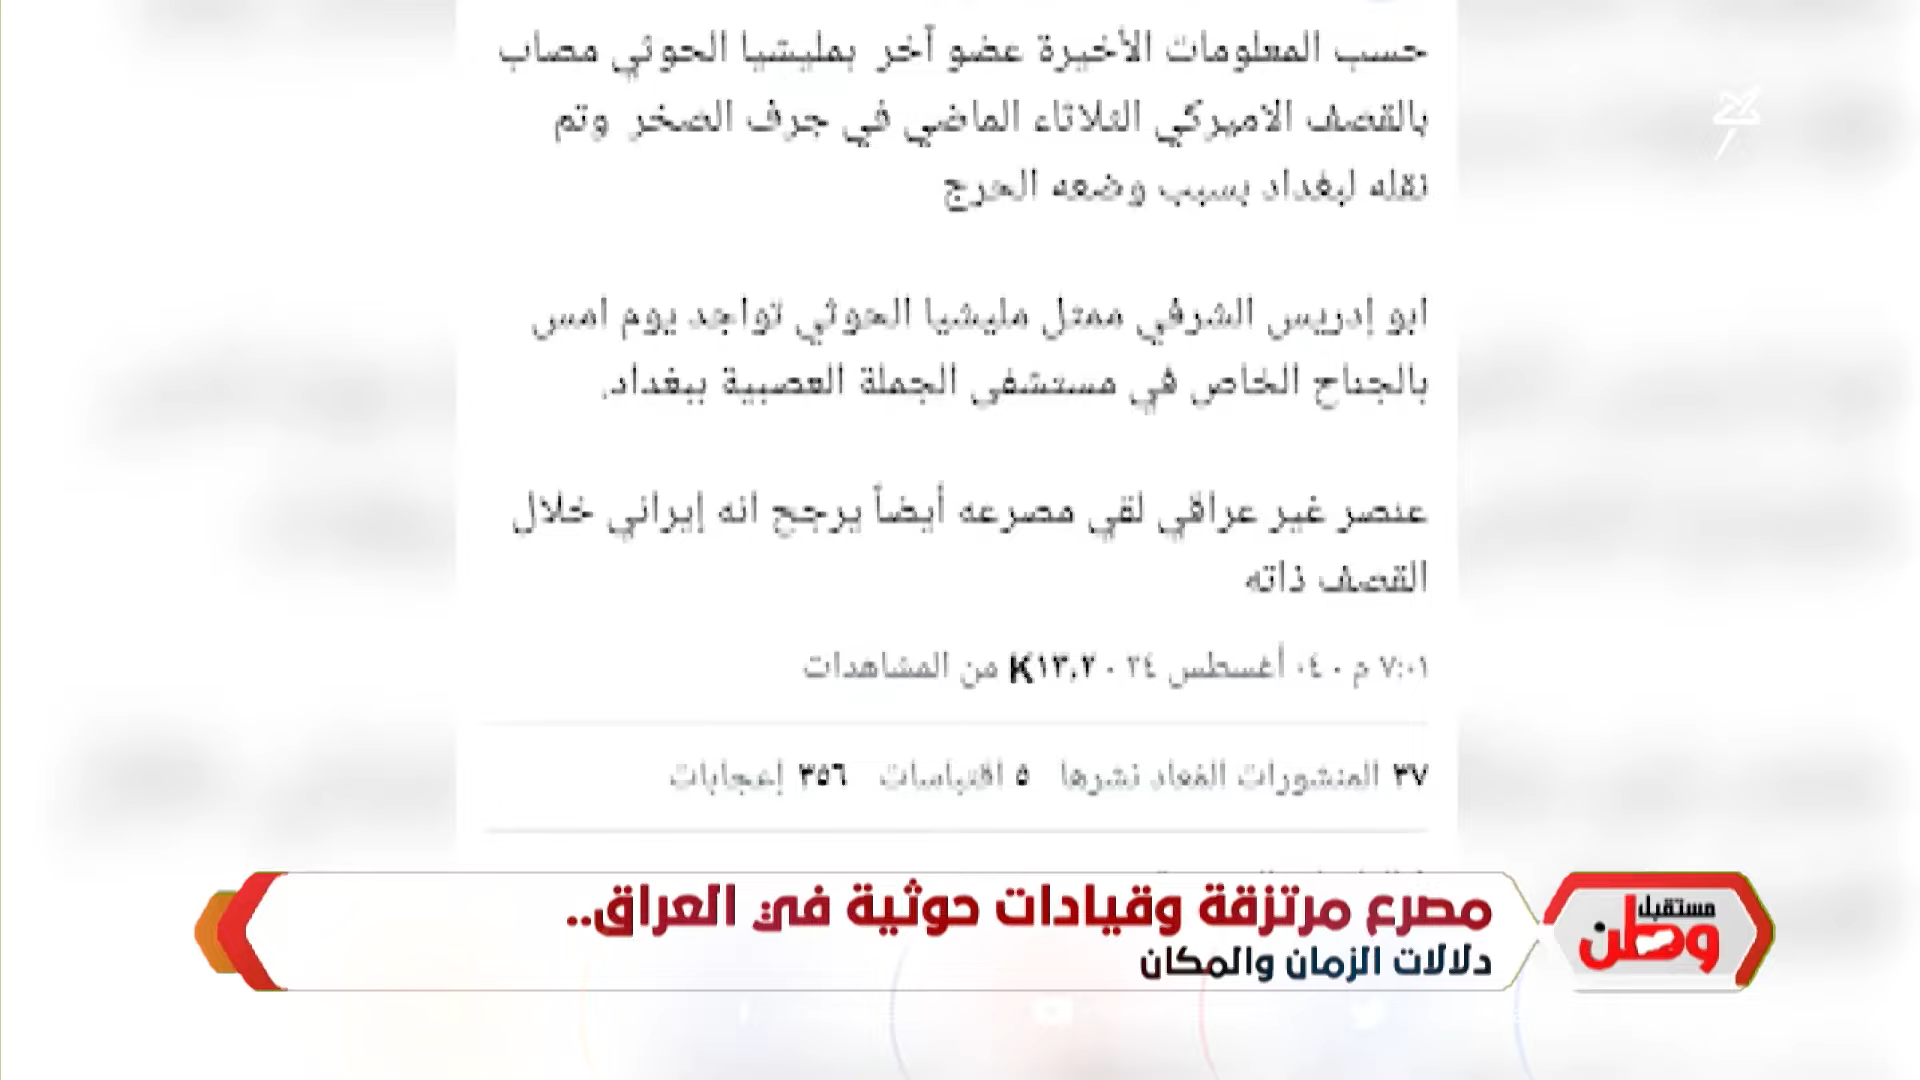 حسب المعلومات الأخيرة عضو آخر بمليشيا الحوثي مصاب
بالقصف الاميركي الثلاثاء الماضي في جرف الصخر وتم
نقله لبغداد بسبب وضعه الحرج
ابو إدريس الشرفي ممثل مليشيا الحوثي تواجد يوم امس
بالجناح الخاص في مستشفى الجملة العصبية ببغداد.
عنصر غير عراقي لقي مصرعه أيضاً يرجح انه إيراني خلال
القصف ذاته
٧:٠١ م · ٠٤ أغسطس ٢٤ · K١٣,٢ من المشاهدات
٣٧ المنشورات المُعاد نشرها ٥ اقتباسات ٣٥٦ إعجابات
مصرع مرتزقة وقيادات حوثية في العراق..
دلالات الزمان والمكان
مستقبل
وطن